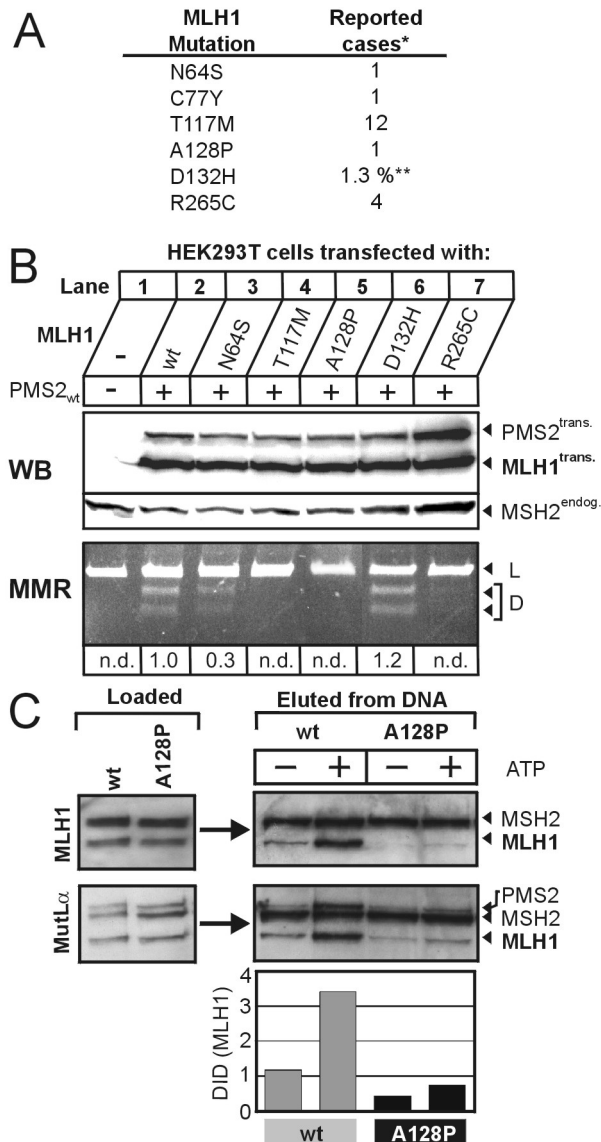 A
MLH1 Mutation Reported cases*
N64S 1
C77Y 1
T117M 12
A128P 1
D132H 1.3 %**
R265C 4
B
HEK293T cells transfected with:
Lane 1 2 3 4 5 6 7
MLH1 - wt N64S T117M A128P D132H R265C
PMS2wt - + + + + + +
WB
PMS2trans.
MLH1trans.
MSH2endog.
MMR
L
D
n.d. 1.0 0.3 n.d. n.d. 1.2 n.d.
C
Loaded
Eluted from DNA
wt A128P
wt A128P
− + − + ATP
MLH1
MSH2
MLH1
MutLα
PMS2
MSH2
MLH1
DID (MLH1)
4
3
2
1
0
wt A128P